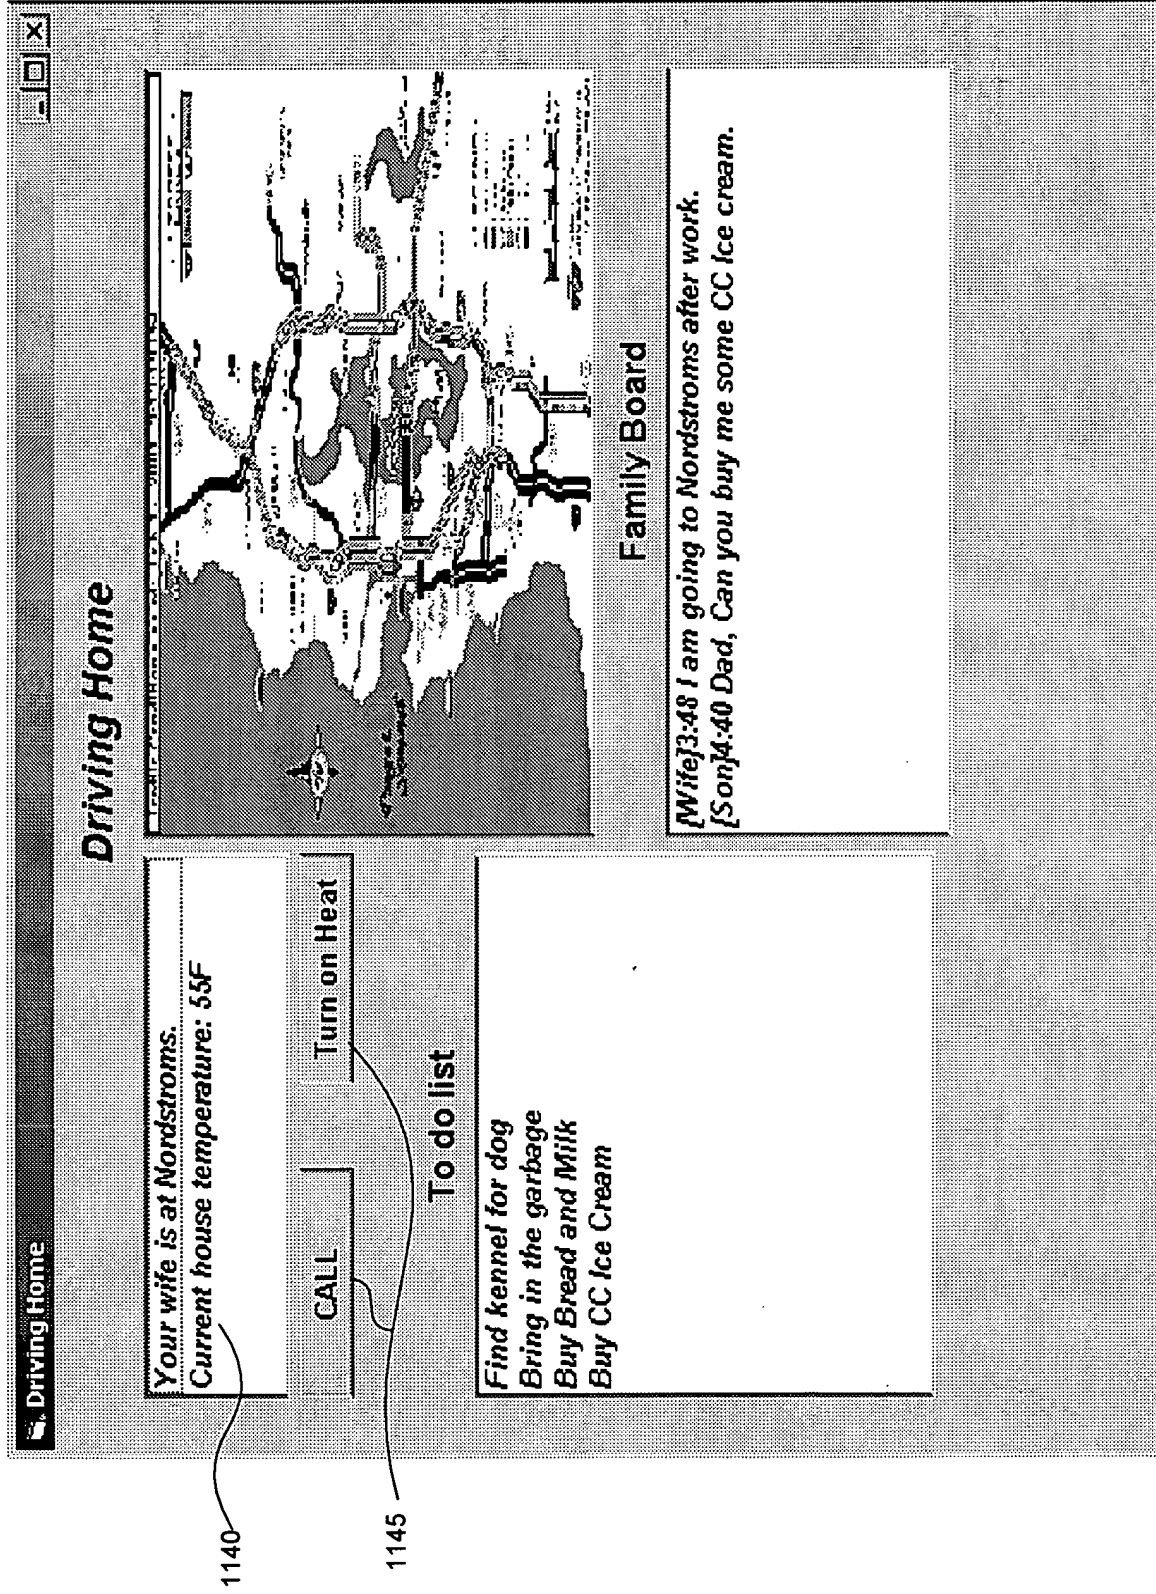 Driving Home
Driving Home
Your wife is at Nordstroms.
Current house temperature: 55F
CALL
Turn on Heat
To do list
Find kennel for dog
Bring in the garbage
Buy Bread and Milk
Buy CC Ice Cream
Family Board
[Wife]3:48 I am going to Nordstroms after work.
[Son]4:40 Dad, Can you buy me some CC Ice cream.
1140
1145